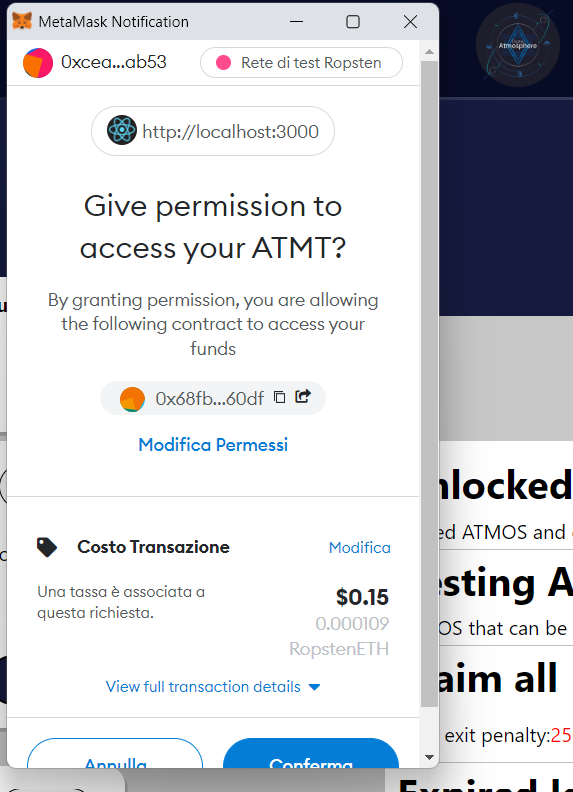 MetaMask Notification
0xcea...ab53
Rete di test Ropsten
Atmosphere
http://localhost:3000
Give permission to
access your ATMT?
By granting permission, you are allowing
the following contract to access your
funds
0x68fb...60df
Modifica Permessi
Costo Transazione
Modifica
Una tassa è associata a
questa richiesta.
$0.15
0.000109
RopstenETH
View full transaction details
Annulla
Conferma
nlocked
ed ATMOS and
esting A
OS that can be
aim all
exit penalty:25
Expired l